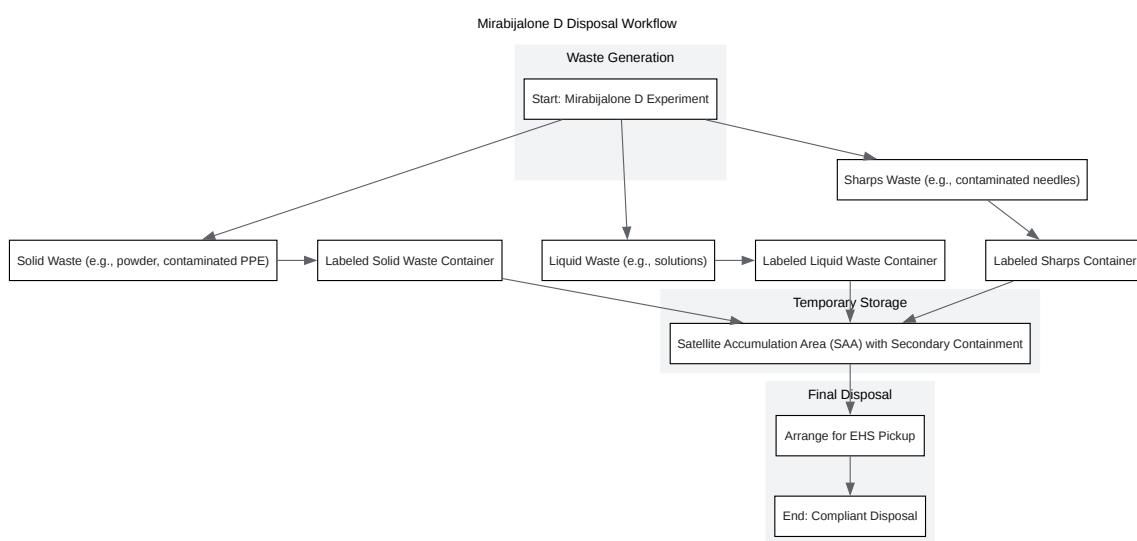 Mirabijalone D Disposal Workflow
Waste Generation
Start: Mirabijalone D Experiment
Sharps Waste (e.g., contaminated needles)
Solid Waste (e.g., powder, contaminated PPE)
Labeled Solid Waste Container
Liquid Waste (e.g., solutions)
Labeled Liquid Waste Container
Labeled Sharps Container
Temporary Storage
Satellite Accumulation Area (SAA) with Secondary Containment
Final Disposal
Arrange for EHS Pickup
End: Compliant Disposal